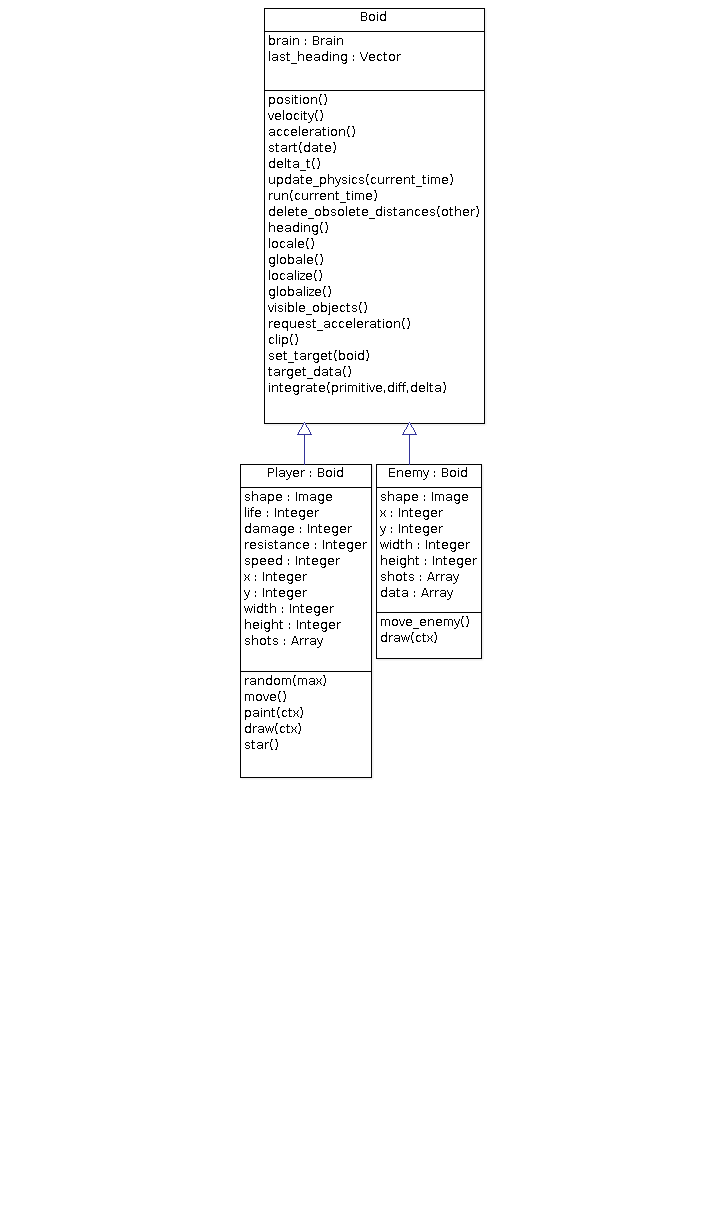 Boid
brain : Brain
last_heading : Vector
position()
velocity()
acceleration()
start(date)
delta_t()
update_physics(current_time)
run(current_time)
delete_obsolete_distances(other)
heading()
locale()
globale()
localize()
globalize()
visible_objects()
request_acceleration()
clip()
set_target(boid)
target_data()
integrate(primitive,diff,delta)
Player : Boid
shape : Image
life : Integer
damage : Integer
resistance : Integer
speed : Integer
x : Integer
y : Integer
width : Integer
height : Integer
shots : Array
random(max)
move()
paint(ctx)
draw(ctx)
star()
Enemy : Boid
shape : Image
x : Integer
y : Integer
width : Integer
height : Integer
shots : Array
data : Array
move_enemy()
draw(ctx)